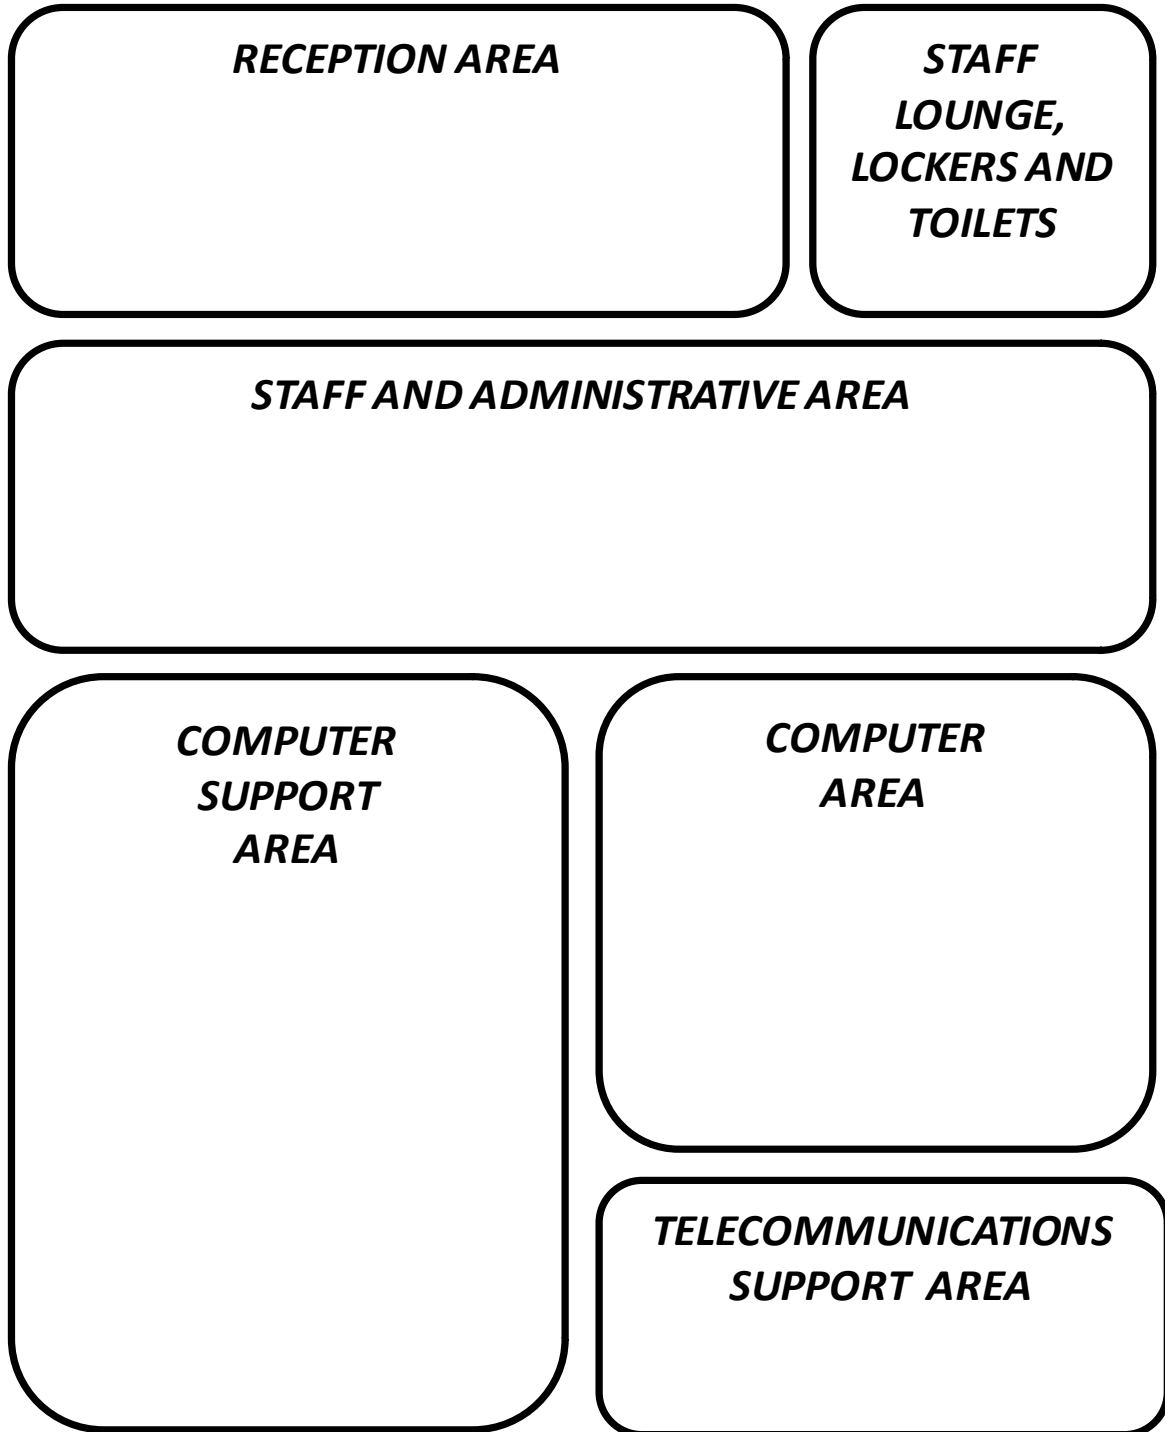 RECEPTION AREA
STAFF
LOUNGE,
LOCKERS AND
TOILETS
STAFF AND ADMINISTRATIVE AREA
COMPUTER
SUPPORT
AREA
COMPUTER
AREA
TELECOMMUNICATIONS
SUPPORT AREA